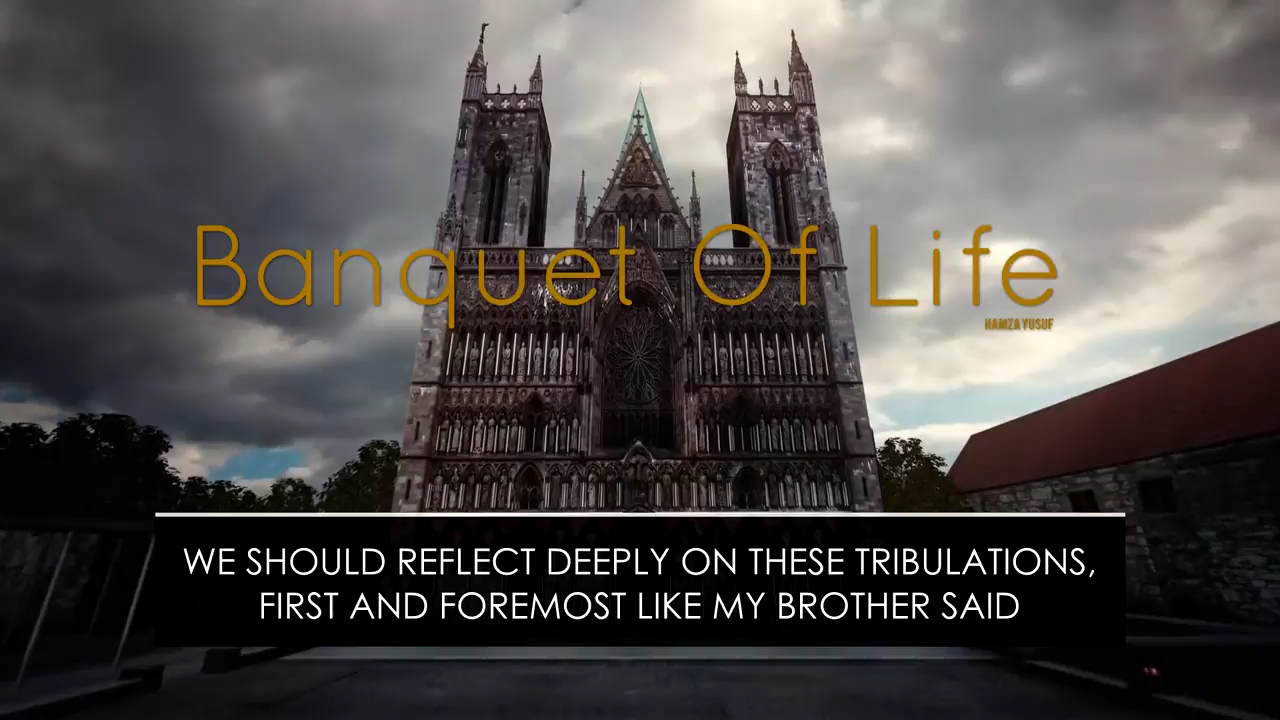 Banquet Of Life
HAMZA YUSUF
WE SHOULD REFLECT DEEPLY ON THESE TRIBULATIONS,
FIRST AND FOREMOST LIKE MY BROTHER SAID